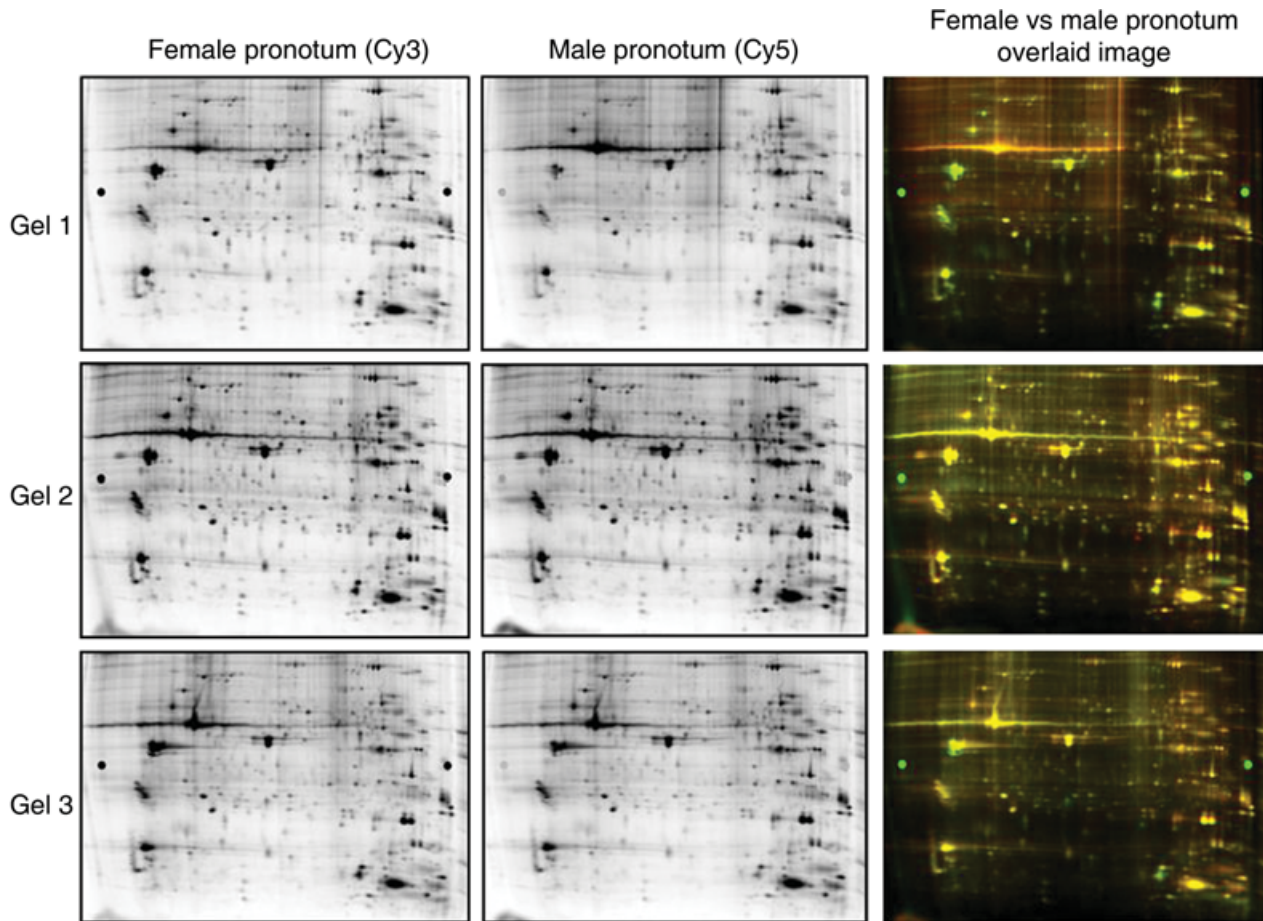 Female pronotum (Cy3)
Male pronotum (Cy5)
Female vs male pronotum
overlaid image
Gel 1
Gel 2
Gel 3